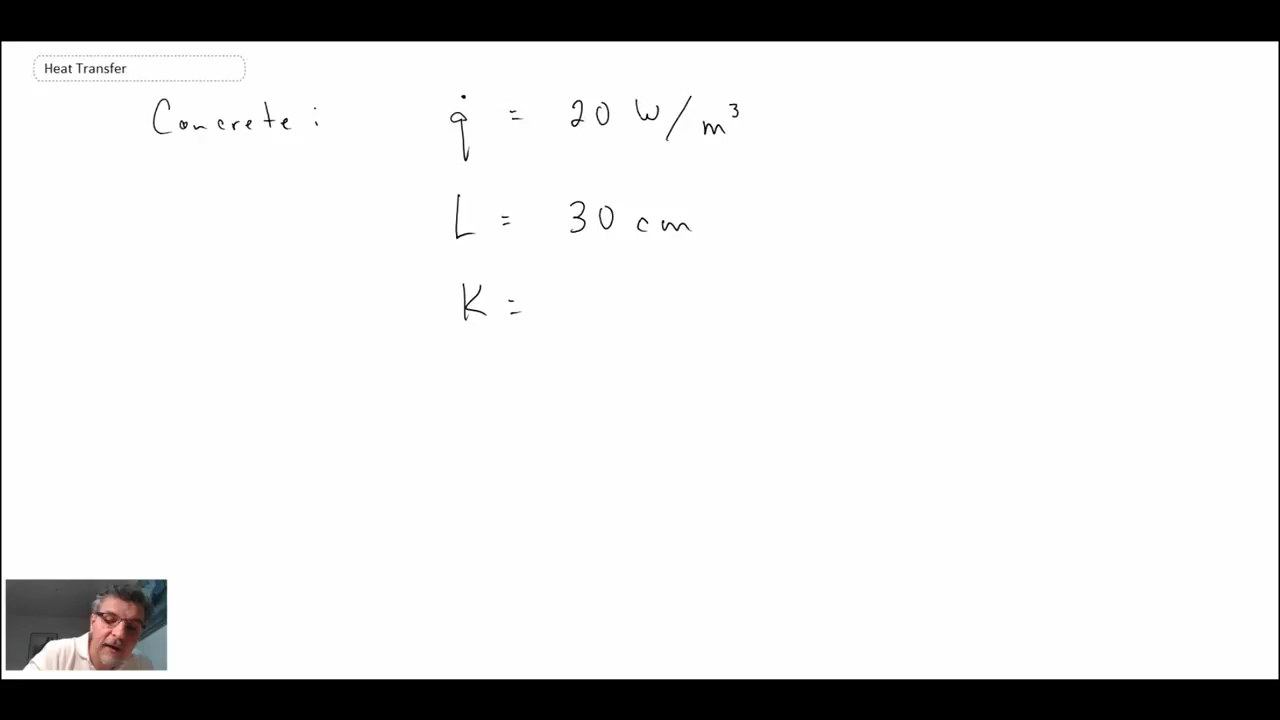 Heat Transfer
Concrete : q̇ = 20 W/m³
L = 30 cm
K =